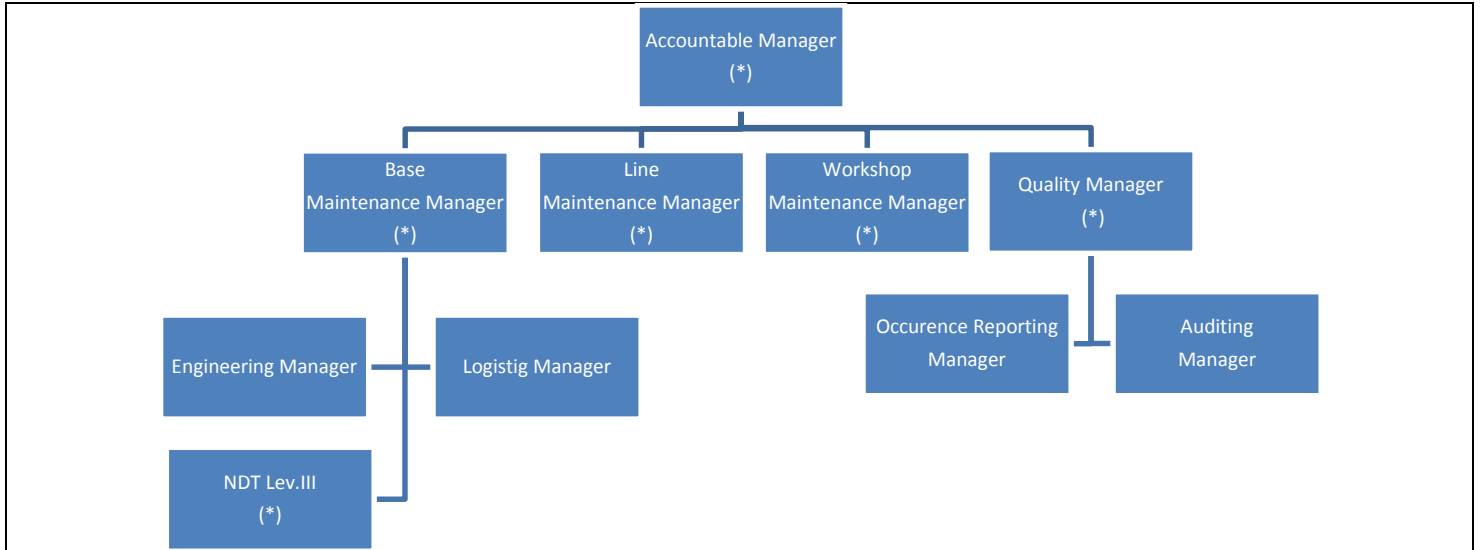 Accountable Manager
(*)
Base
Maintenance Manager
(*)
Line
Maintenance Manager
(*)
Workshop
Maintenance Manager
(*)
Quality Manager
(*)
Engineering Manager
Logistig Manager
Occurence Reporting
Manager
Auditing
Manager
NDT Lev.III
(*)